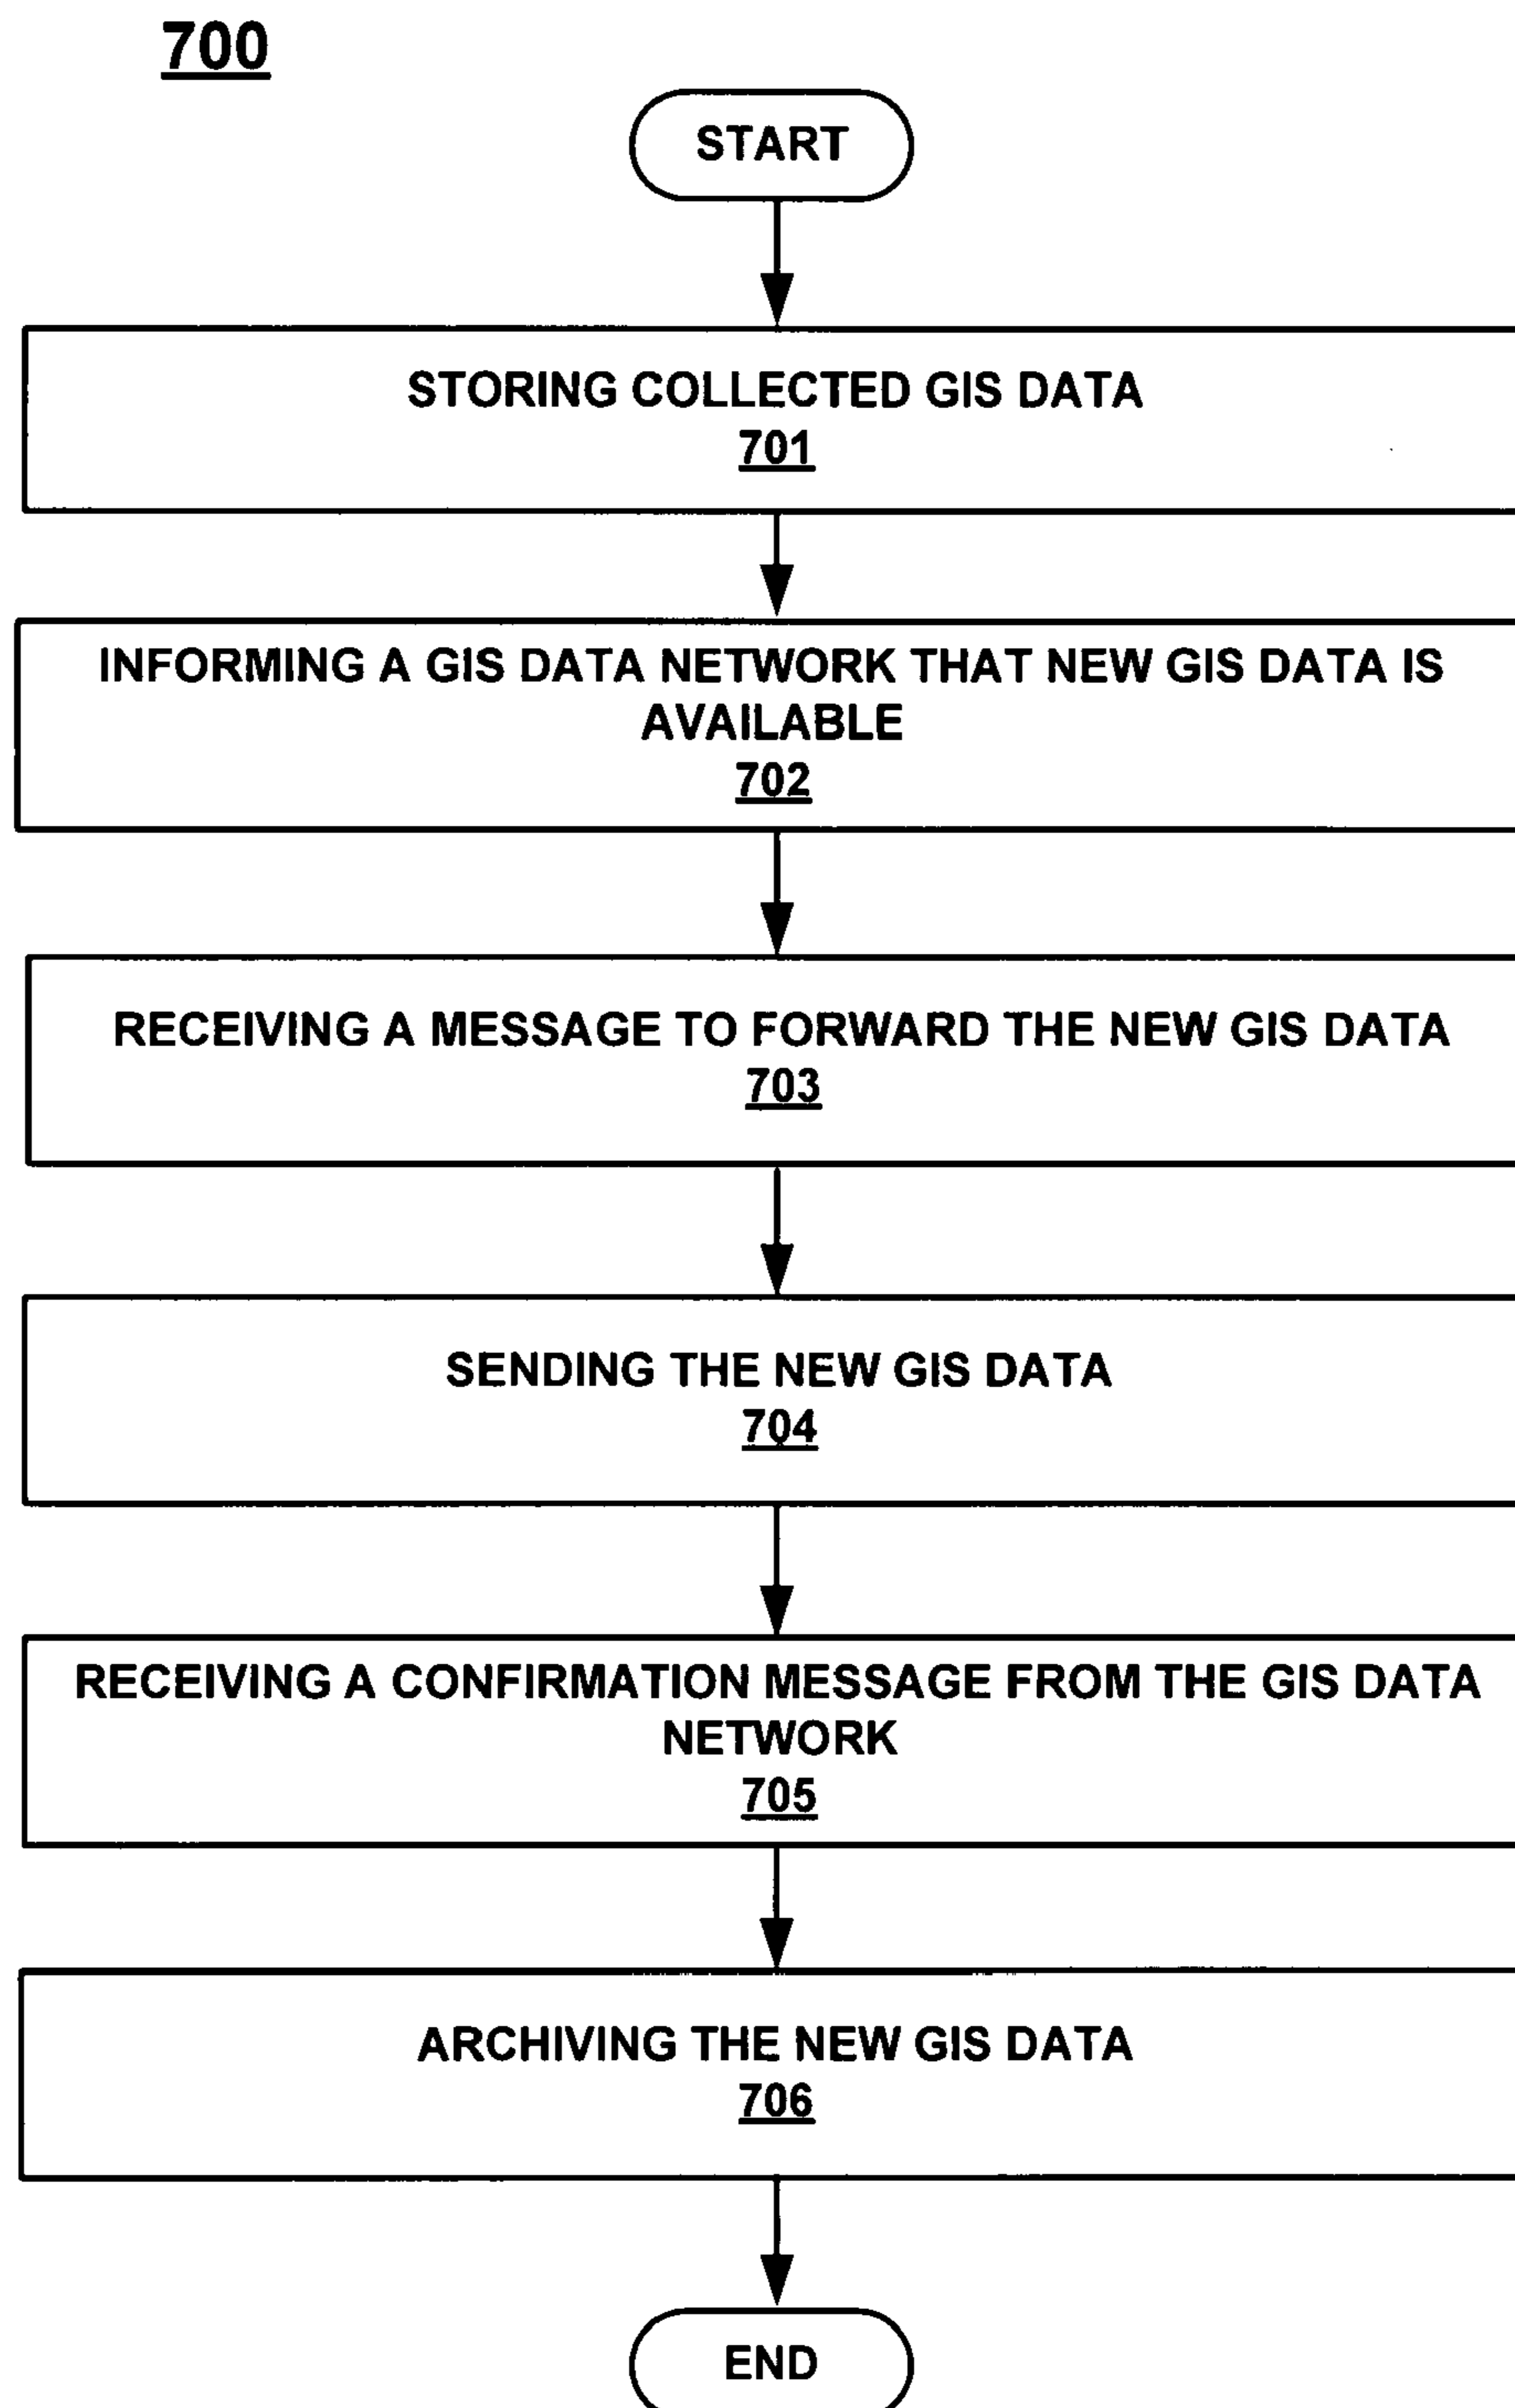 700
START
STORING COLLECTED GIS DATA
701
INFORMING A GIS DATA NETWORK THAT NEW GIS DATA IS
AVAILABLE
702
RECEIVING A MESSAGE TO FORWARD THE NEW GIS DATA
703
SENDING THE NEW GIS DATA
704
RECEIVING A CONFIRMATION MESSAGE FROM THE GIS DATA
NETWORK
705
ARCHIVING THE NEW GIS DATA
706
END